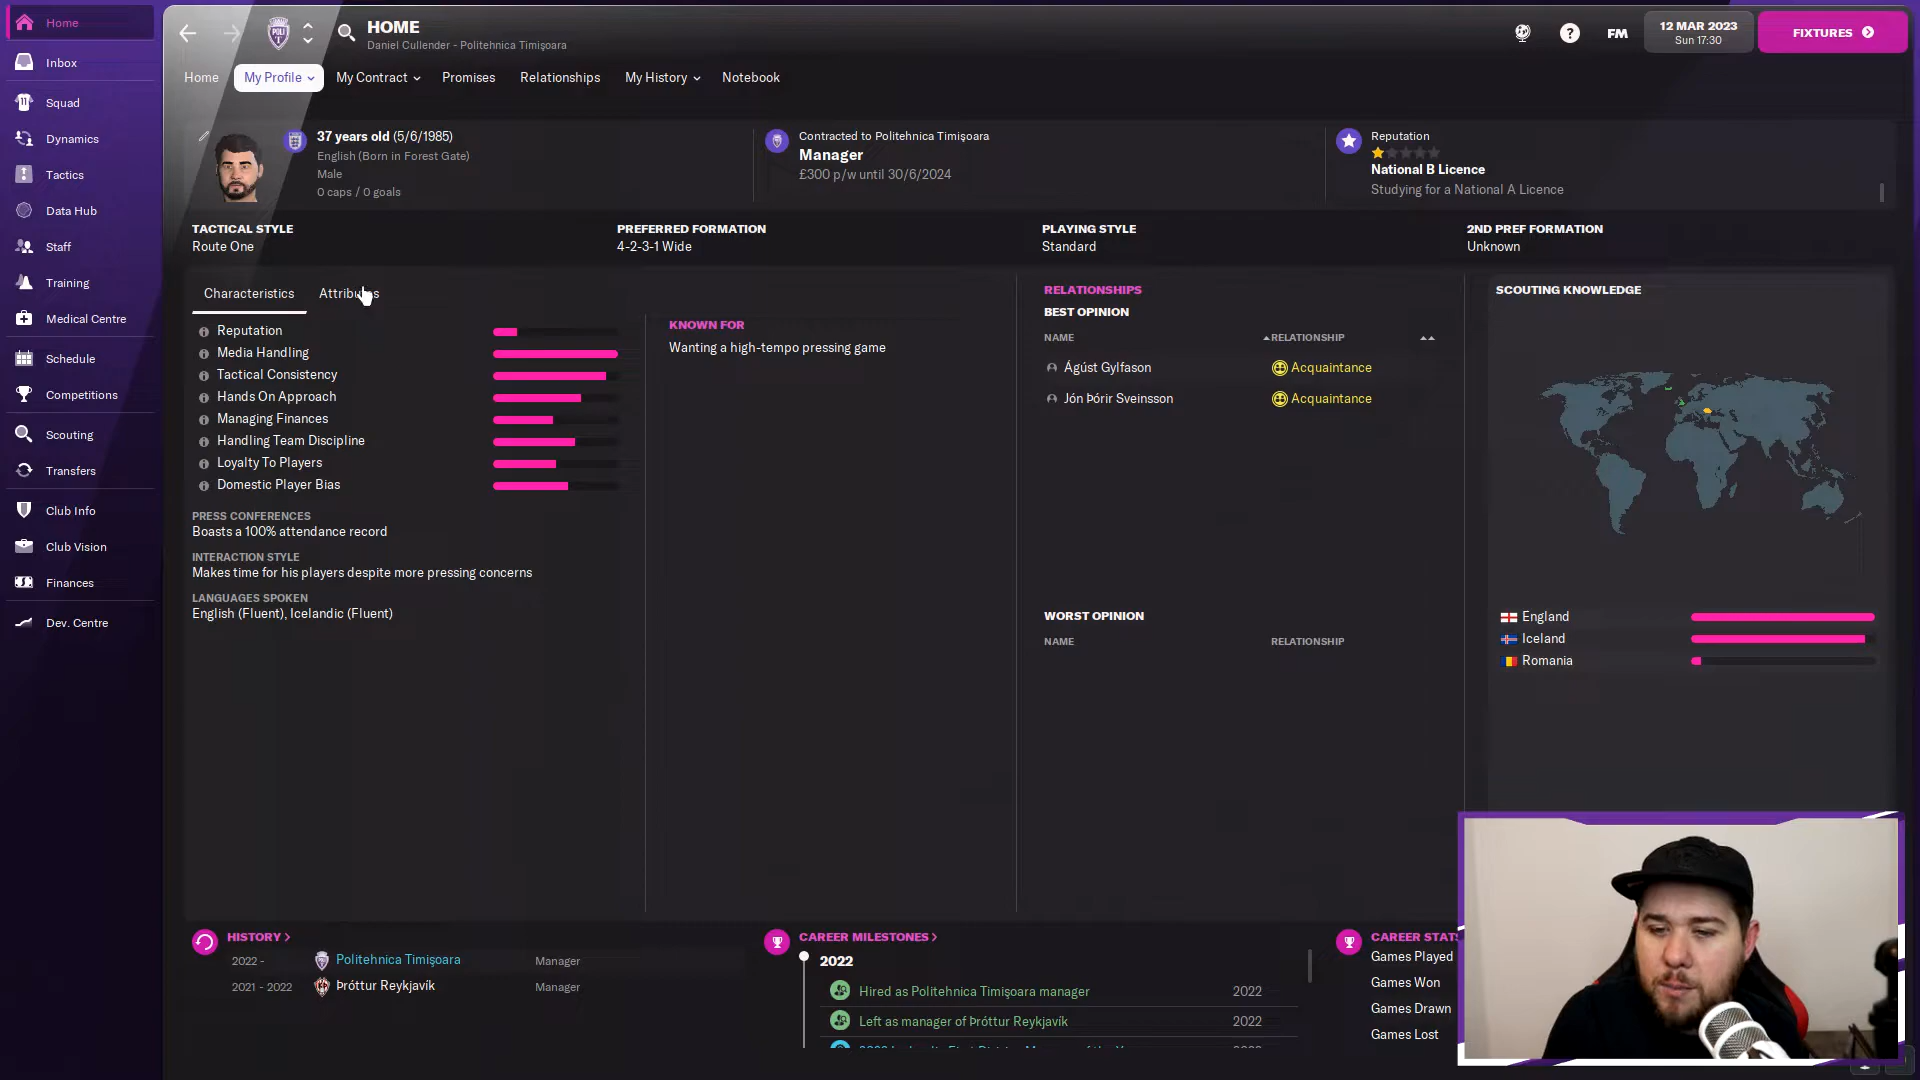 Home
Inbox
Squad
Dynamics
Tactics
Data Hub
Staff
Training
Medical Centre
Schedule
Competitions
Scouting
Transfers
Club Info
Club Vision
Finances
Dev. Centre
POLI
HOME
Daniel Cullender - Politehnica Timişoara
FM
12 MAR 2023
Sun 17:30
FIXTURES
Home
My Profile
My Contract
Promises
Relationships
My History
Notebook
37 years old (5/6/1985)
English (Born in Forest Gate)
Male
0 caps / 0 goals
Contracted to Politehnica Timişoara
Manager
£300 p/w until 30/6/2024
Reputation
National B Licence
Studying for a National A Licence
TACTICAL STYLE
Route One
PREFERRED FORMATION
4-2-3-1 Wide
PLAYING STYLE
Standard
2ND PREF FORMATION
Unknown
Characteristics
Attributes
Reputation
Media Handling
Tactical Consistency
Hands On Approach
Managing Finances
Handling Team Discipline
Loyalty To Players
Domestic Player Bias
PRESS CONFERENCES
Boasts a 100% attendance record
INTERACTION STYLE
Makes time for his players despite more pressing concerns
LANGUAGES SPOKEN
English (Fluent), Icelandic (Fluent)
KNOWN FOR
Wanting a high-tempo pressing game
RELATIONSHIPS
BEST OPINION
NAME RELATIONSHIP
Ágúst Gylfason Acquaintance
Jón Þórir Sveinsson Acquaintance
WORST OPINION
NAME RELATIONSHIP
SCOUTING KNOWLEDGE
England
Iceland
Romania
HISTORY >
2022 - Politehnica Timişoara Manager
2021 - 2022 Þróttur Reykjavík Manager
CAREER MILESTONES >
2022
Hired as Politehnica Timişoara manager 2022
Left as manager of Þróttur Reykjavík 2022
CAREER STATS
Games Played
Games Won
Games Drawn
Games Lost